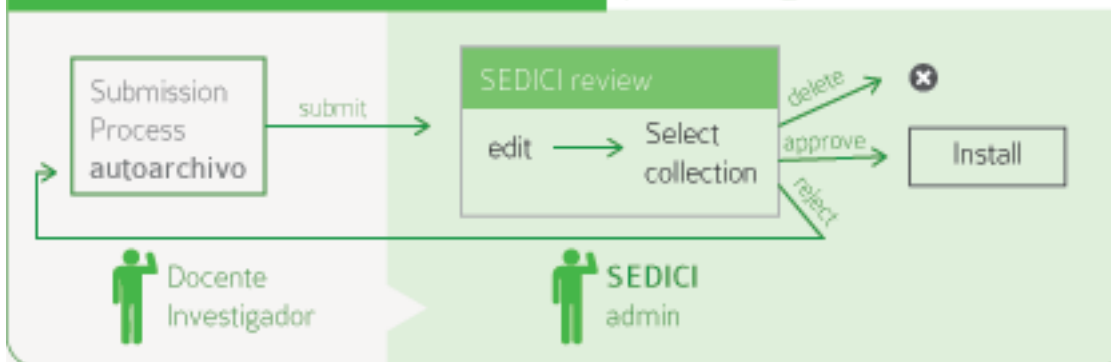 Submission
Process
autoarchivo
submit
SEDICI review
edit
Select
collection
delete
approve
reject
Install
Docente
Investigador
SEDICI
admin